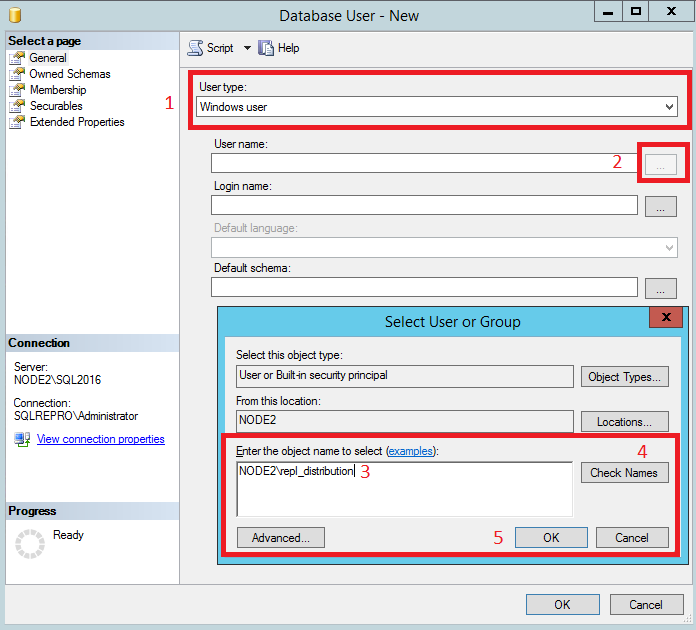 Database User - New
Select a page
General
Owned Schemas
Membership
Securables
Extended Properties
Script
Help
1
User type:
Windows user
User name:
2
...
Login name:
...
Default language:
Default schema:
...
Select User or Group
x
Select this object type:
User or Built-in security principal
Object Types...
From this location:
NODE2
Locations...
Enter the object name to select (examples):
4
NODE2\repl_distribution
3
Check Names
Advanced...
5
OK
Cancel
Connection
Server:
NODE2\SQL2016
Connection:
SQLREPRO\Administrator
View connection properties
Progress
Ready
OK
Cancel